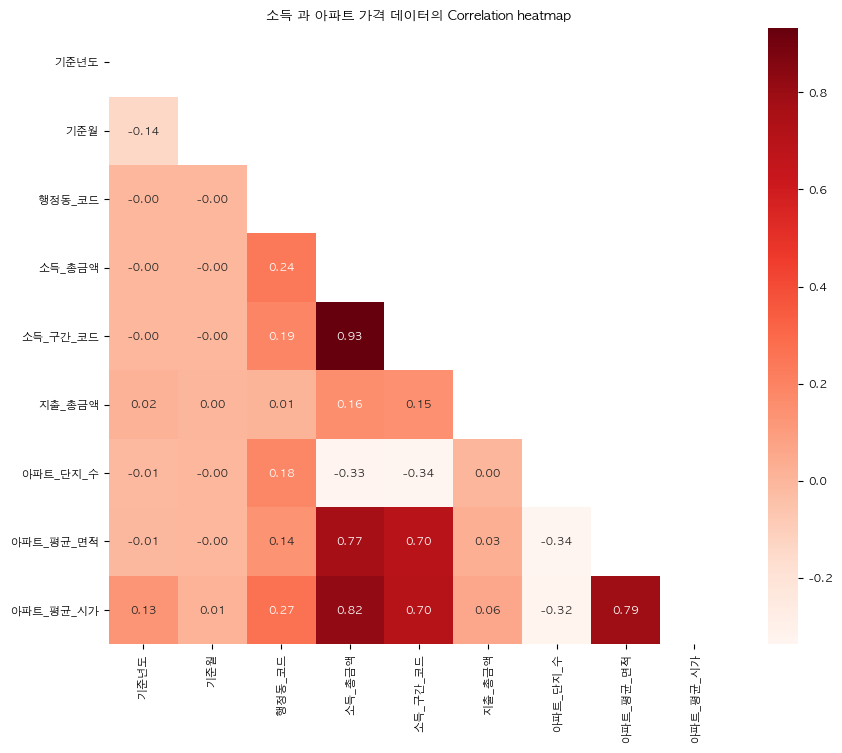 소득 과 아파트 가격 데이터의 Correlation heatmap
기준년도
기준월 -0.14
행정동_코드 -0.00 -0.00
소득_총금액 -0.00 -0.00 0.24
소득_구간_코드 -0.00 -0.00 0.19 0.93
지출_총금액 0.02 0.00 0.01 0.16 0.15
아파트_단지_수 -0.01 -0.00 0.18 -0.33 -0.34 0.00
아파트_평균_면적 -0.01 -0.00 0.14 0.77 0.70 0.03 -0.34
아파트_평균_시가 0.13 0.01 0.27 0.82 0.70 0.06 -0.32 0.79
기준년도
기준월
행정동_코드
소득_총금액
소득_구간_코드
지출_총금액
아파트_단지_수
아파트_평균_면적
아파트_평균_시가
0.8
0.6
0.4
0.2
0.0
-0.2